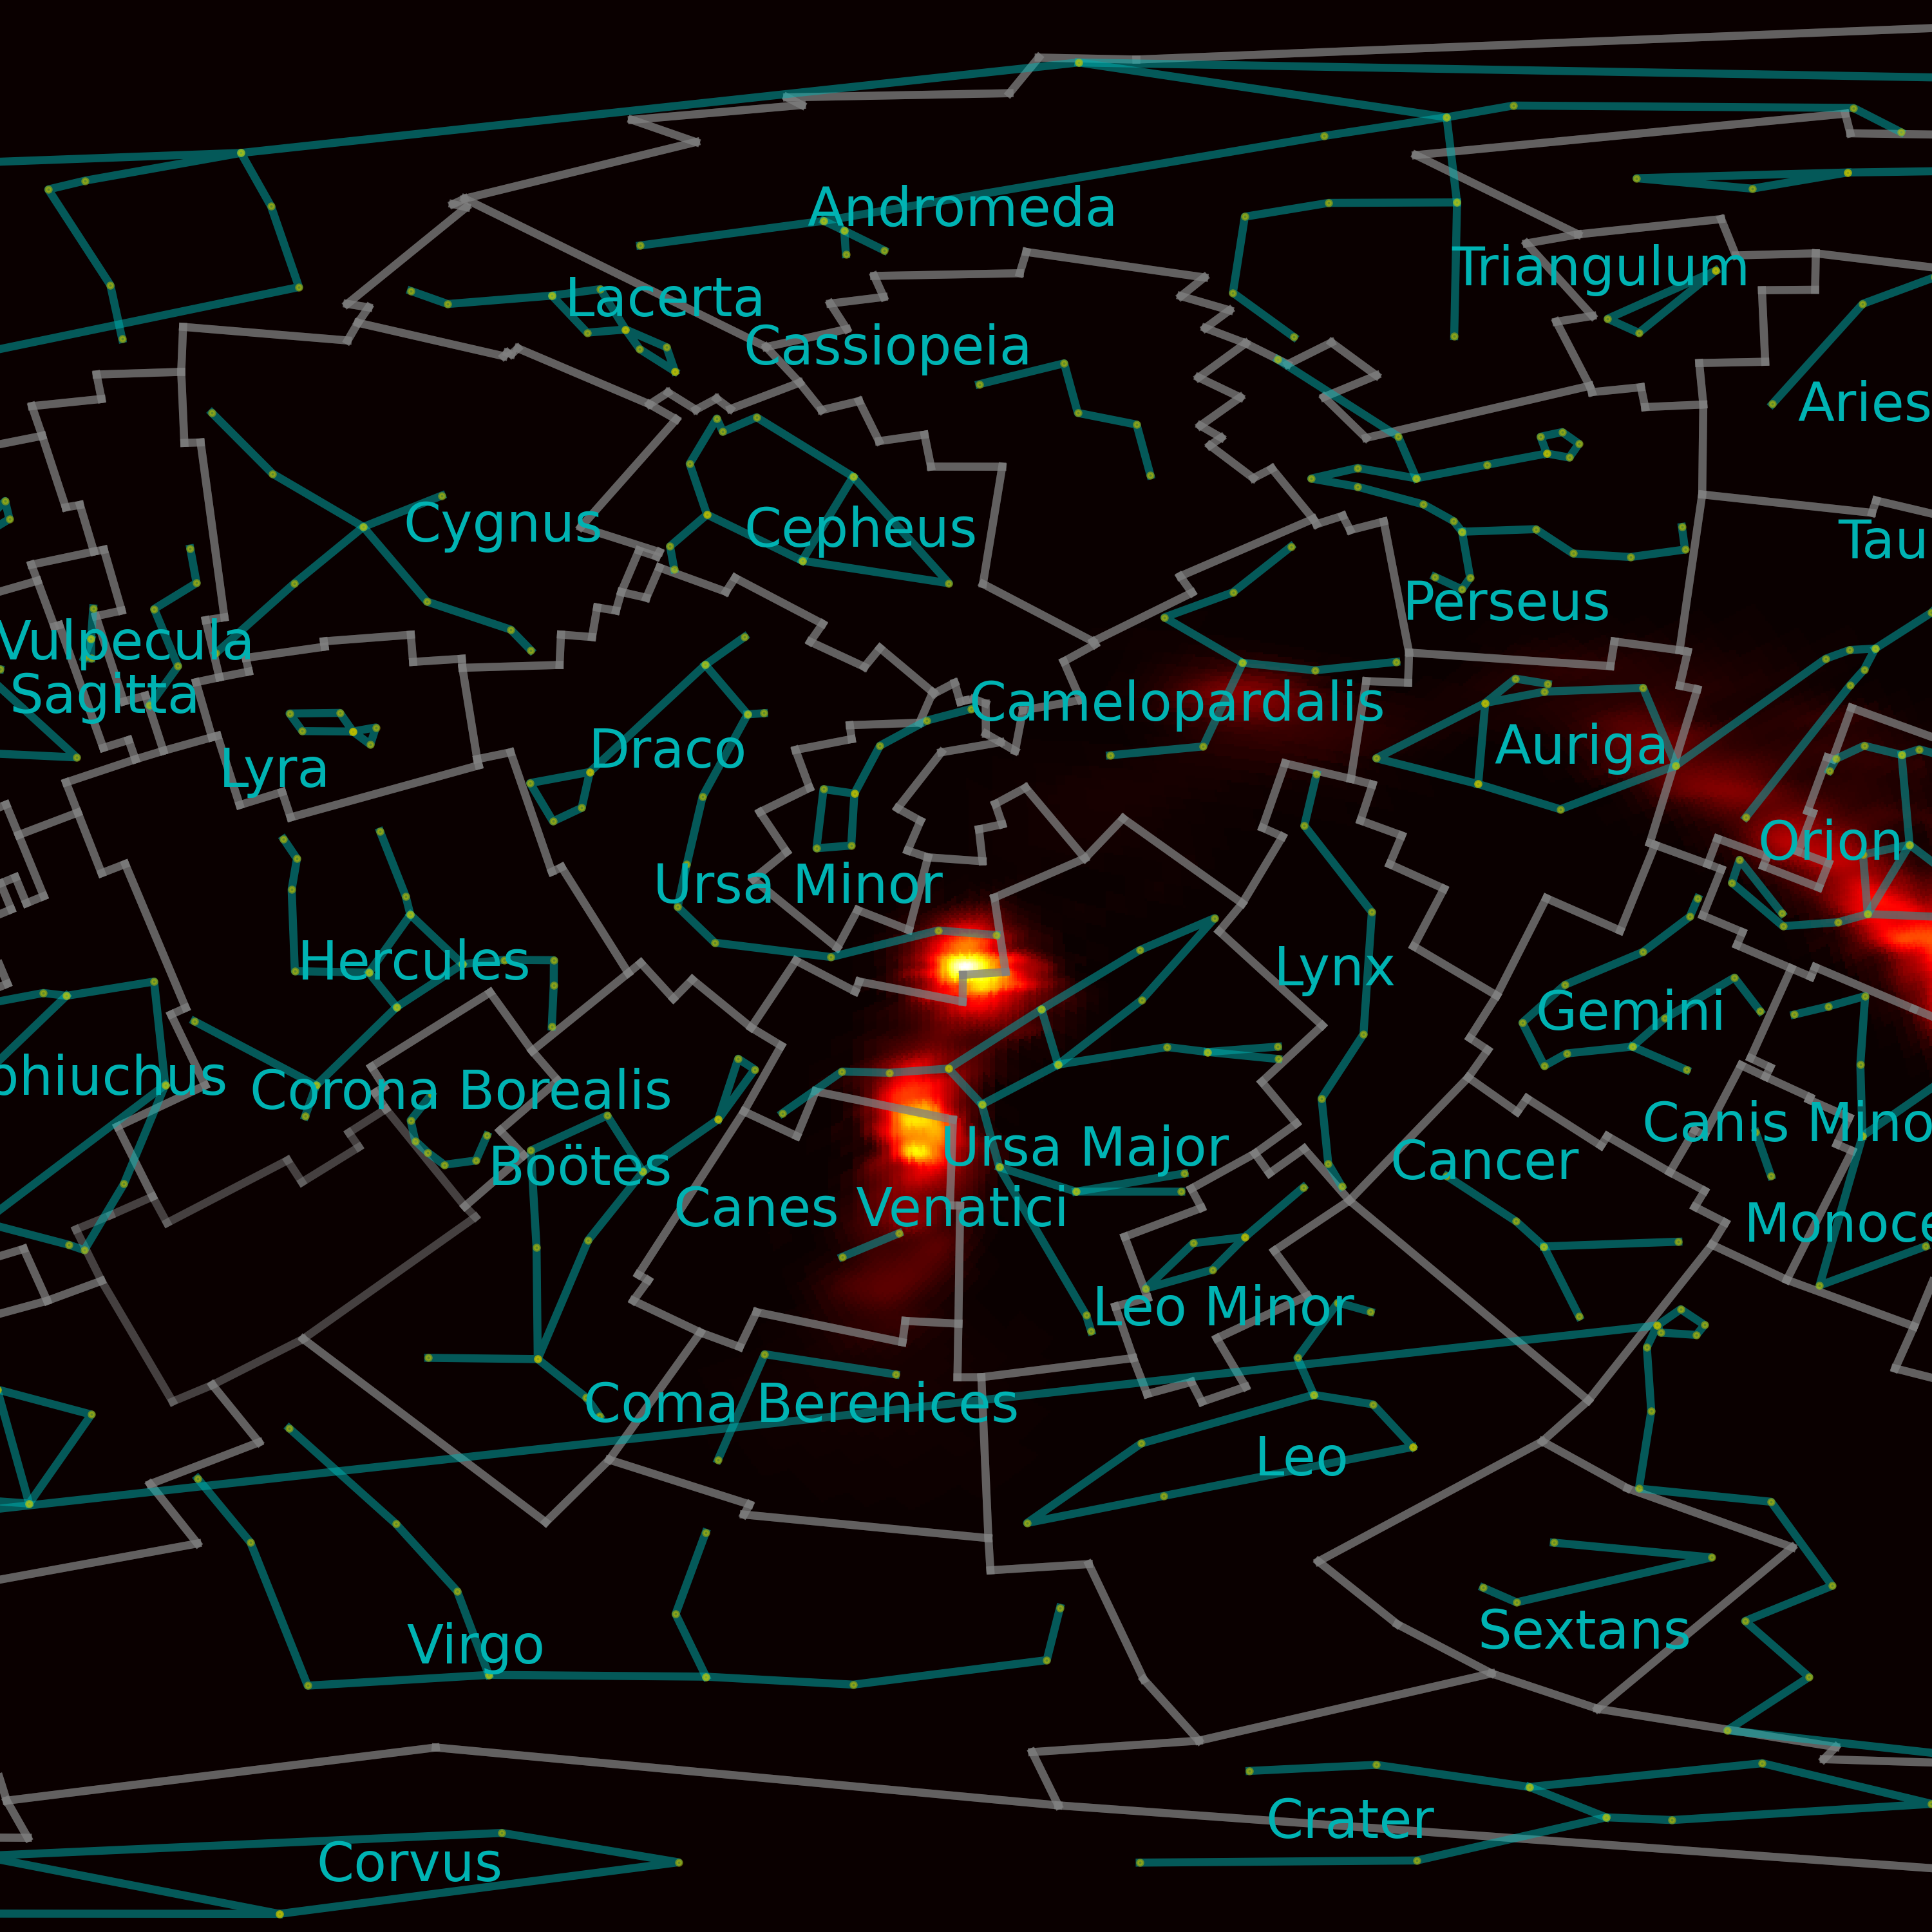 Andromeda
Triangulum
Lacerta
Cassiopeia
Aries
Cygnus
Cepheus
Tau
Perseus
Vulpecula
Sagitta
Camelopardalis
Draco
Auriga
Lyra
Orion
Ursa Minor
Hercules
Lynx
Gemini
phiuchus
Corona Borealis
Canis Mino
Ursa Major
Cancer
Boötes
Canes Venatici
Monoce
Leo Minor
Coma Berenices
Leo
Sextans
Virgo
Crater
Corvus